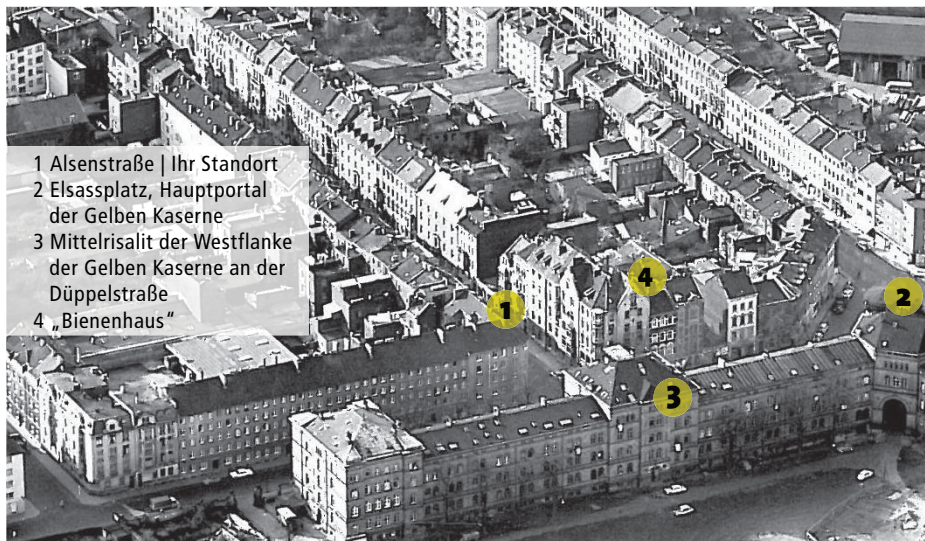 1 Alsenstraße | Ihr Standort
2 Elsassplatz, Hauptportal
der Gelben Kaserne
3 Mittelrisalit der Westflanke
der Gelben Kaserne an der
Düppelstraße
4 „Bienenhaus“
4
2
1
3